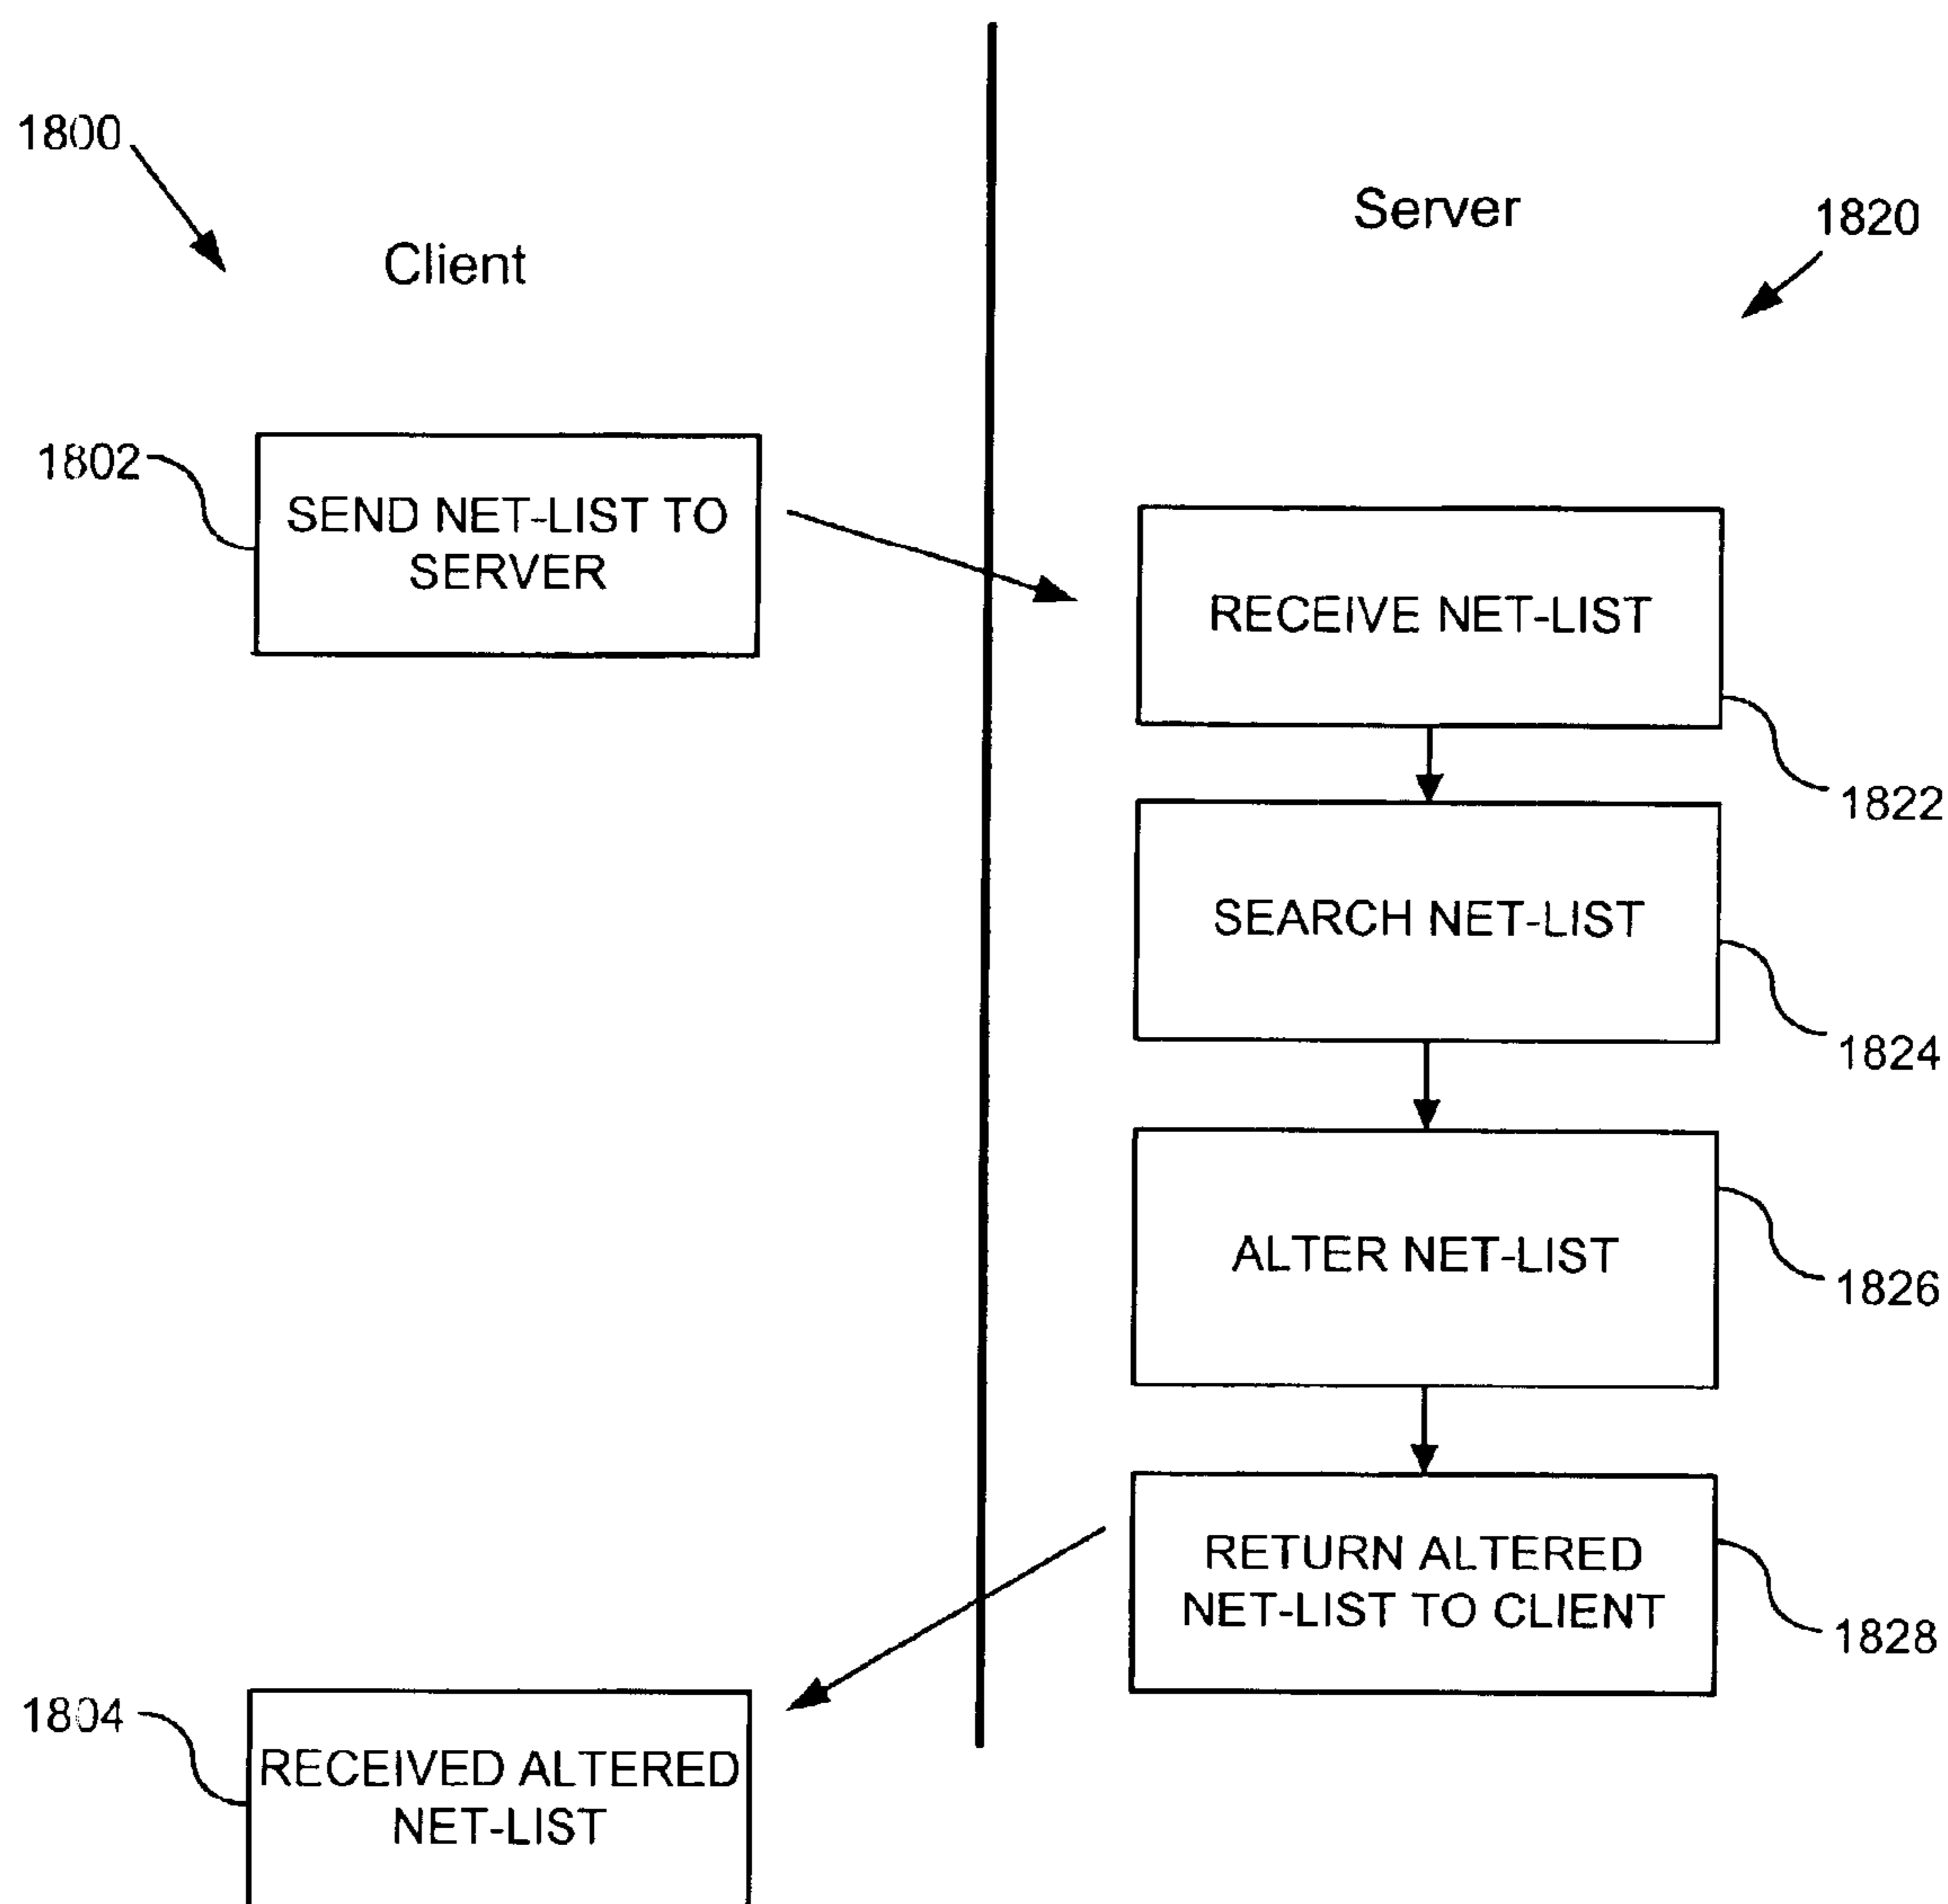 1800
Client
Server
1820
1802
SEND NET-LIST TO
SERVER
RECEIVE NET-LIST
1822
SEARCH NET-LIST
1824
ALTER NET-LIST
1826
RETURN ALTERED
NET-LIST TO CLIENT
1828
1804
RECEIVED ALTERED
NET-LIST